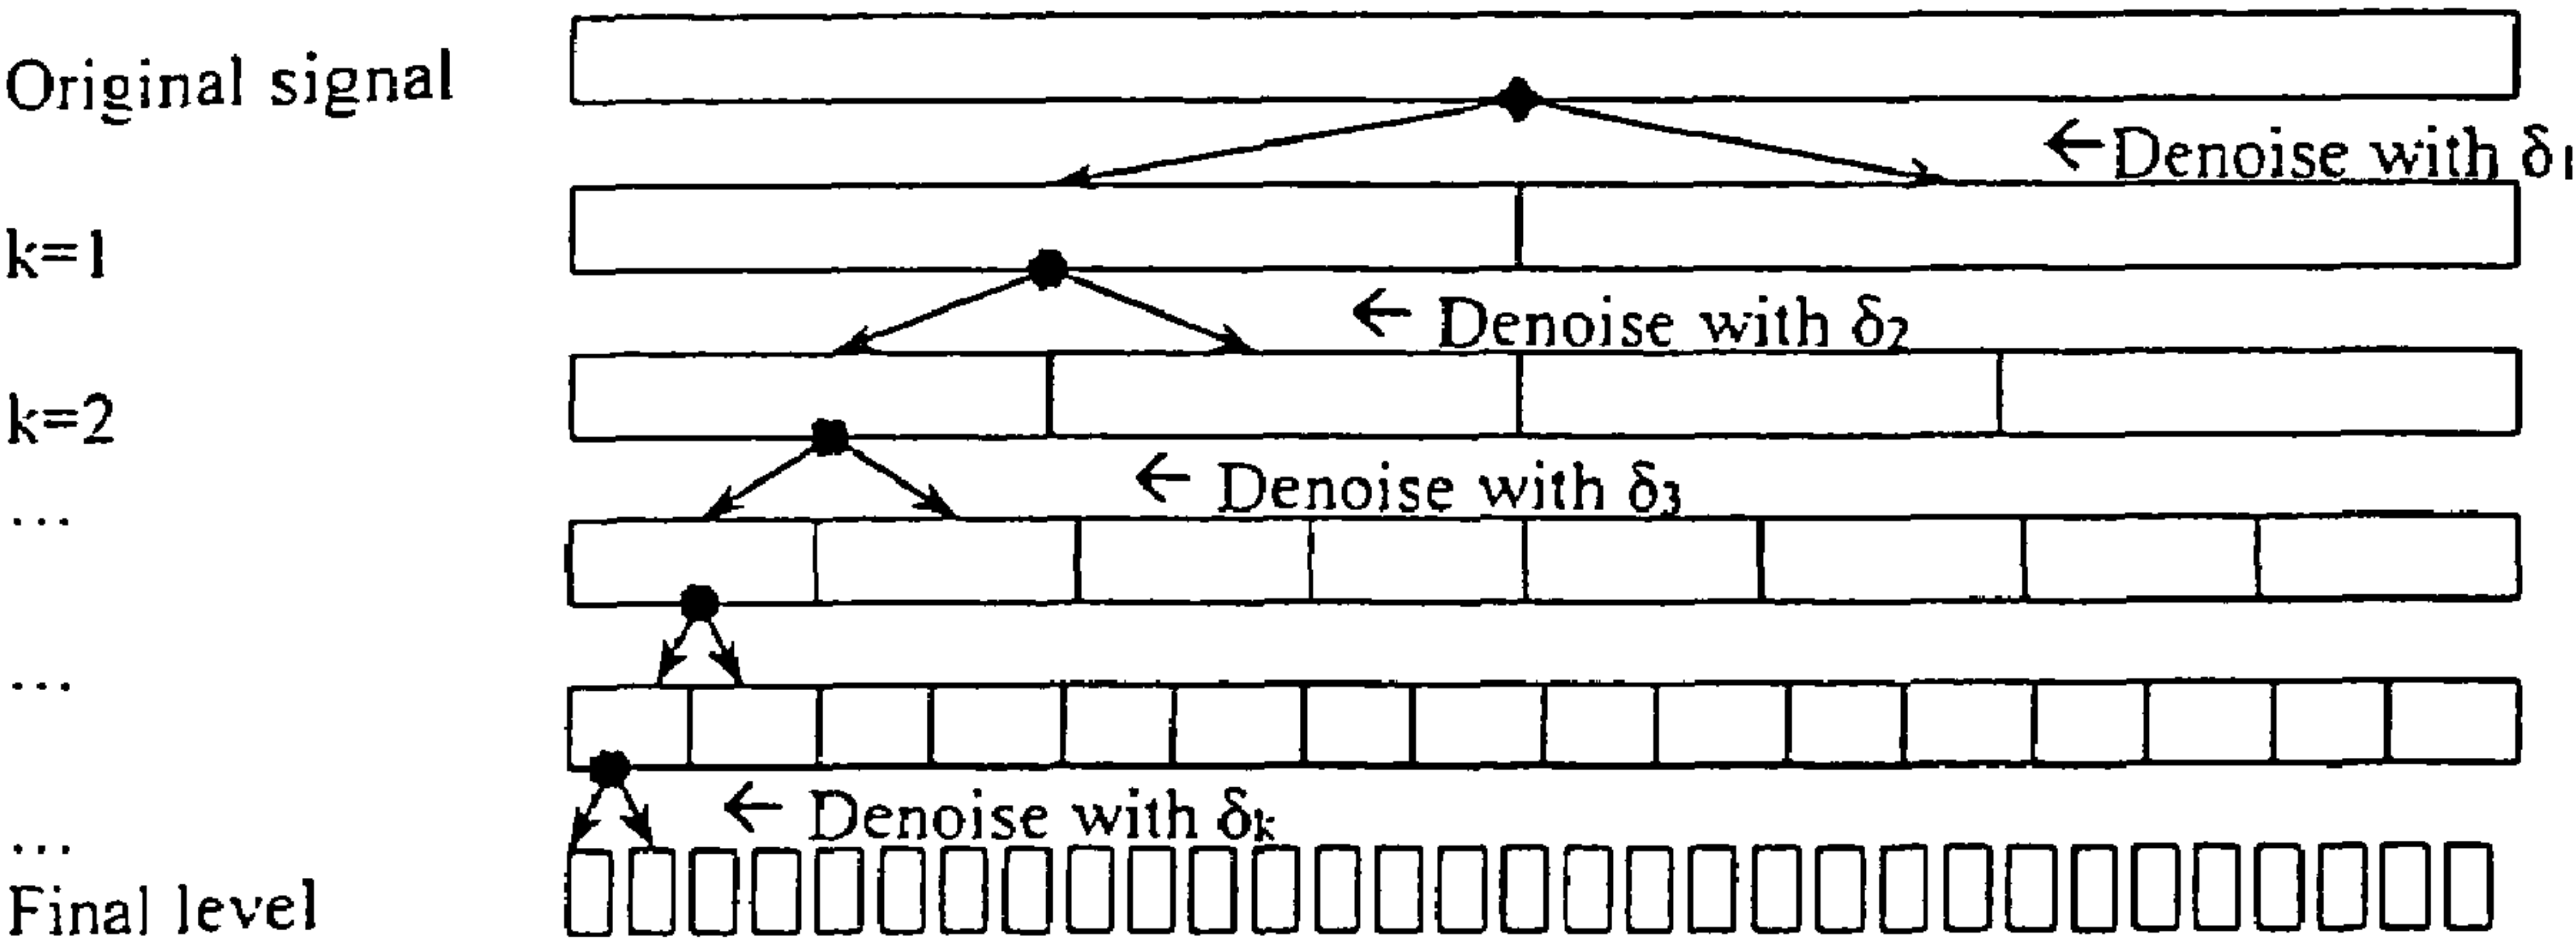 Original signal
←Denoise with δ1
k=1
← Denoise with δ2
k=2
← Denoise with δ3
...
...
← Denoise with δk
...
Final level